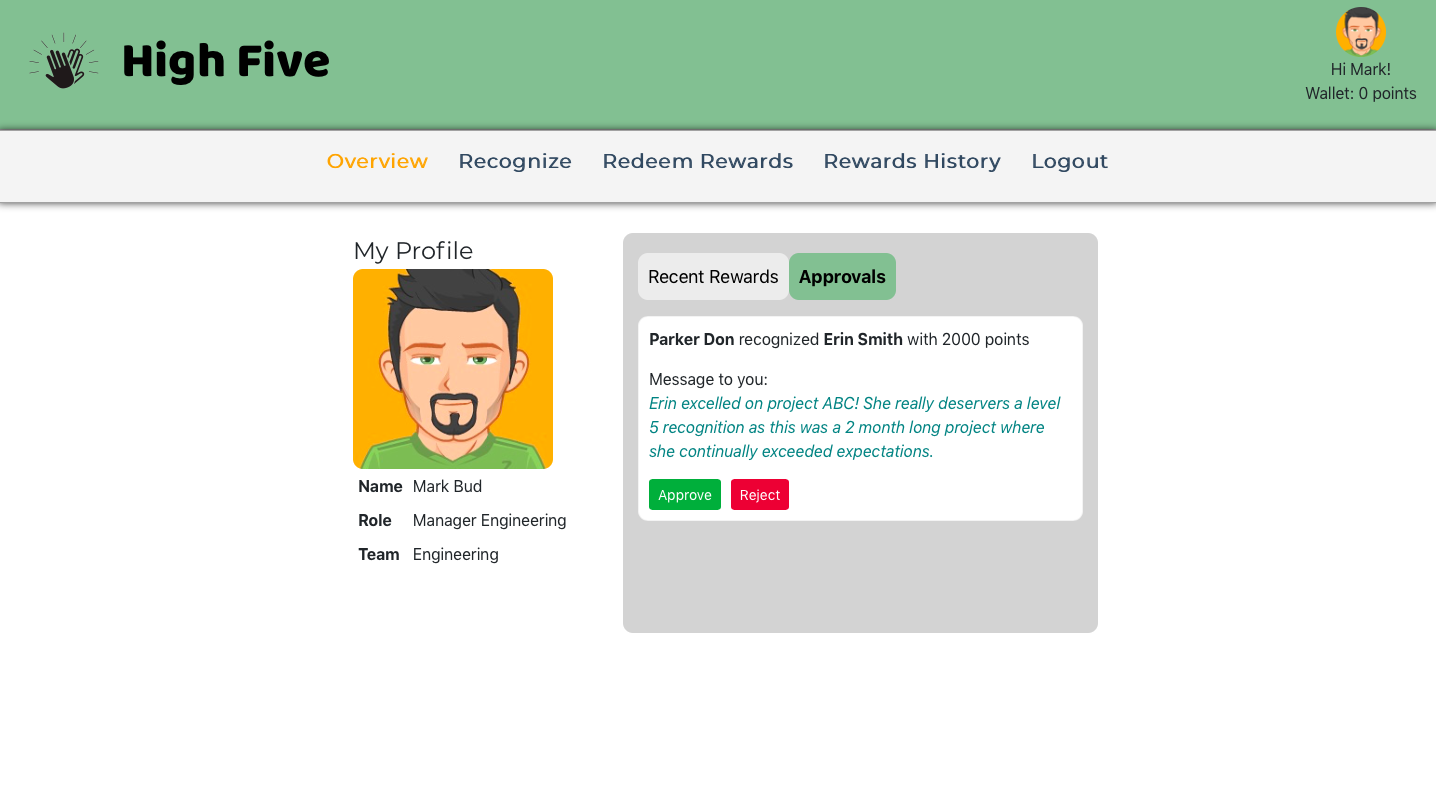 High Five
Hi Mark!
Wallet: 0 points
Overview Recognize Redeem Rewards Rewards History Logout
My Profile
Name Mark Bud
Role Manager Engineering
Team Engineering
Recent Rewards Approvals
Parker Don recognized Erin Smith with 2000 points
Message to you:
Erin excelled on project ABC! She really deservers a level
5 recognition as this was a 2 month long project where
she continually exceeded expectations.
Approve Reject